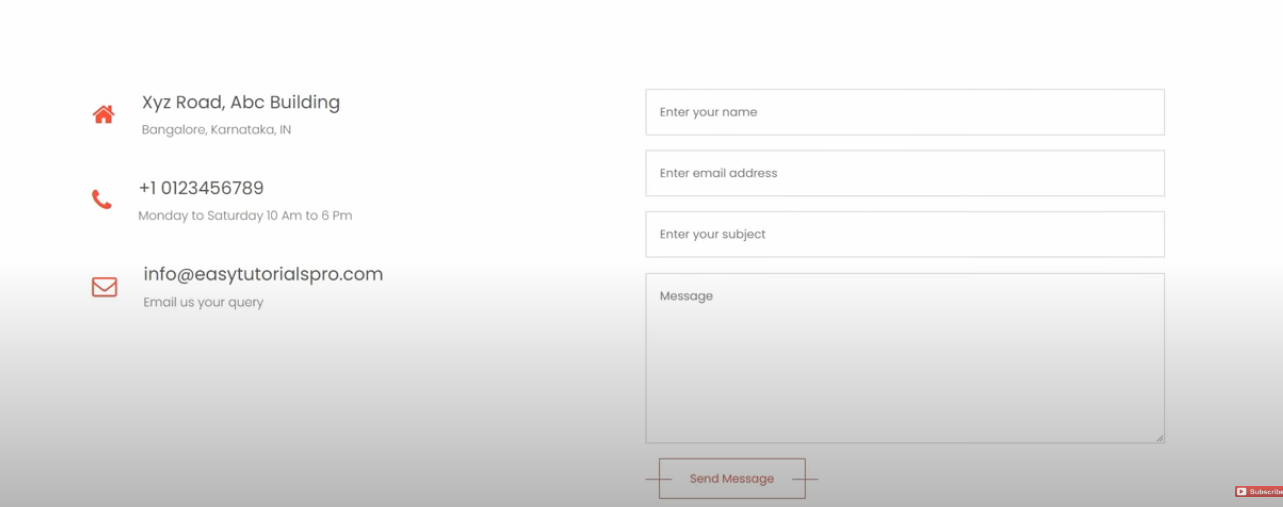 Xyz Road, Abc Building
Bangalore, Karnataka, IN
+1 0123456789
Monday to Saturday 10 Am to 6 Pm
info@easytutorialspro.com
Email us your query
Enter your name
Enter email address
Enter your subject
Message
Send Message
Subscribe